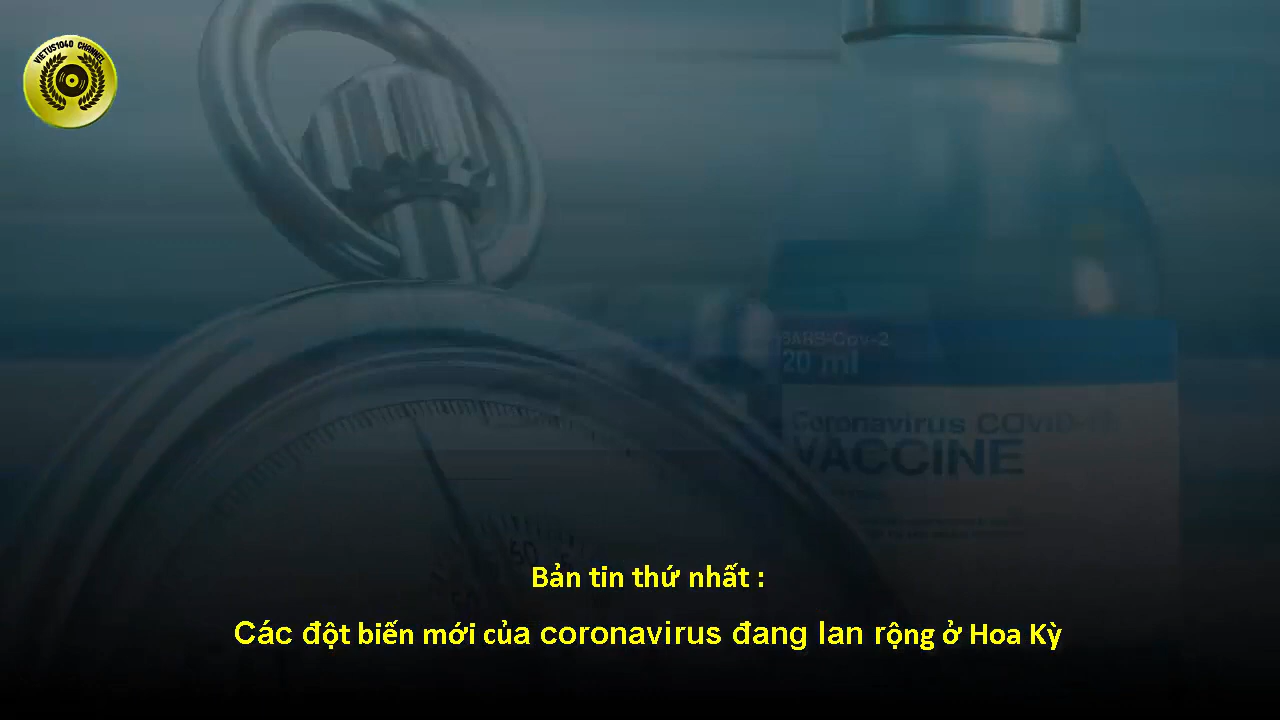 VIETUS1040 CHANNEL
SARS-Cov-2
20 ml
Coronavirus COVID-19
VACCINE
50
Bản tin thứ nhất :
Các đột biến mới của coronavirus đang lan rộng ở Hoa Kỳ